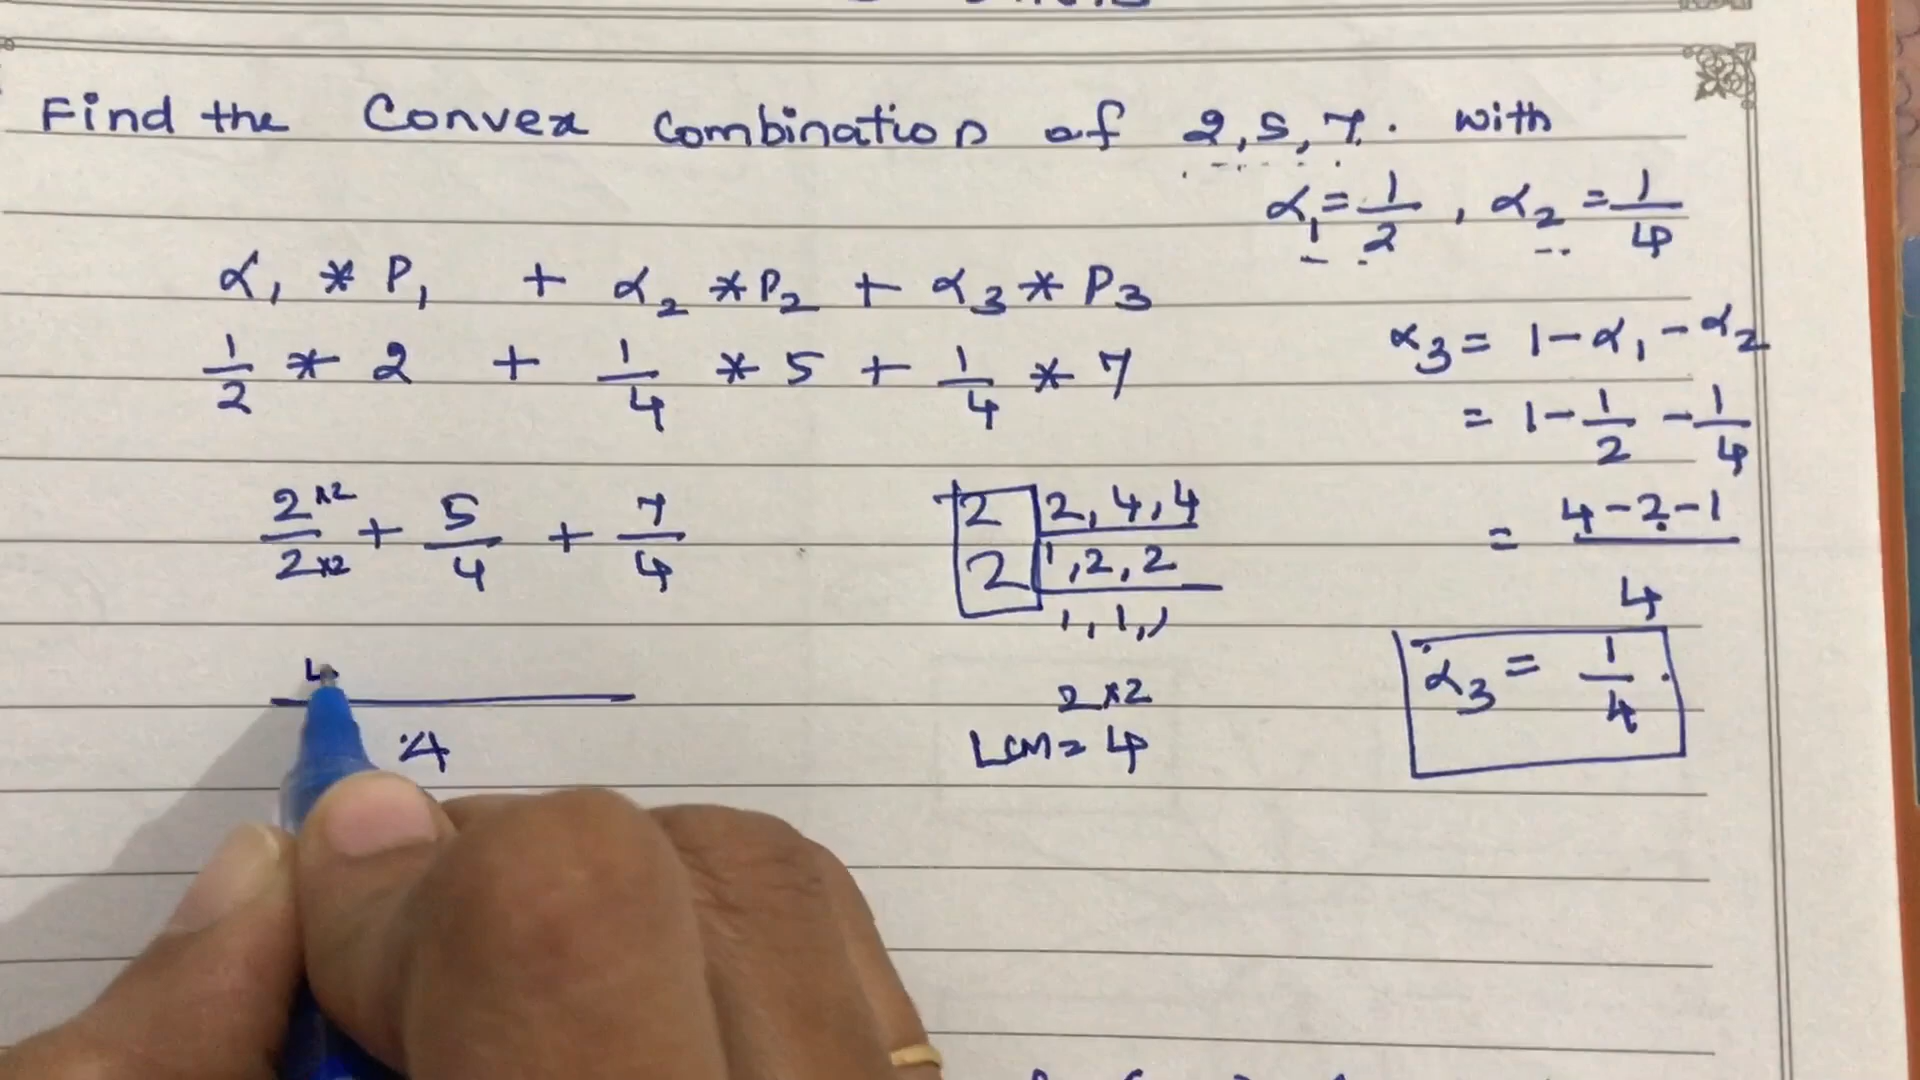 Find the Convex Combination of 2,5,7. with
α₁ = 1/2 , α₂ = 1/4
α₁ * P₁ + α₂ * P₂ + α₃ * P₃
1/2 * 2 + 1/4 * 5 + 1/4 * 7
α₃ = 1 - α₁ - α₂
= 1 - 1/2 - 1/4
= 4-2-1 / 4
α₃ = 1/4.
2×2/2×2 + 5/4 + 7/4
2 | 2, 4, 4
2 | 1, 2, 2
1, 1, 1
2×2
LCM = 4
4
4